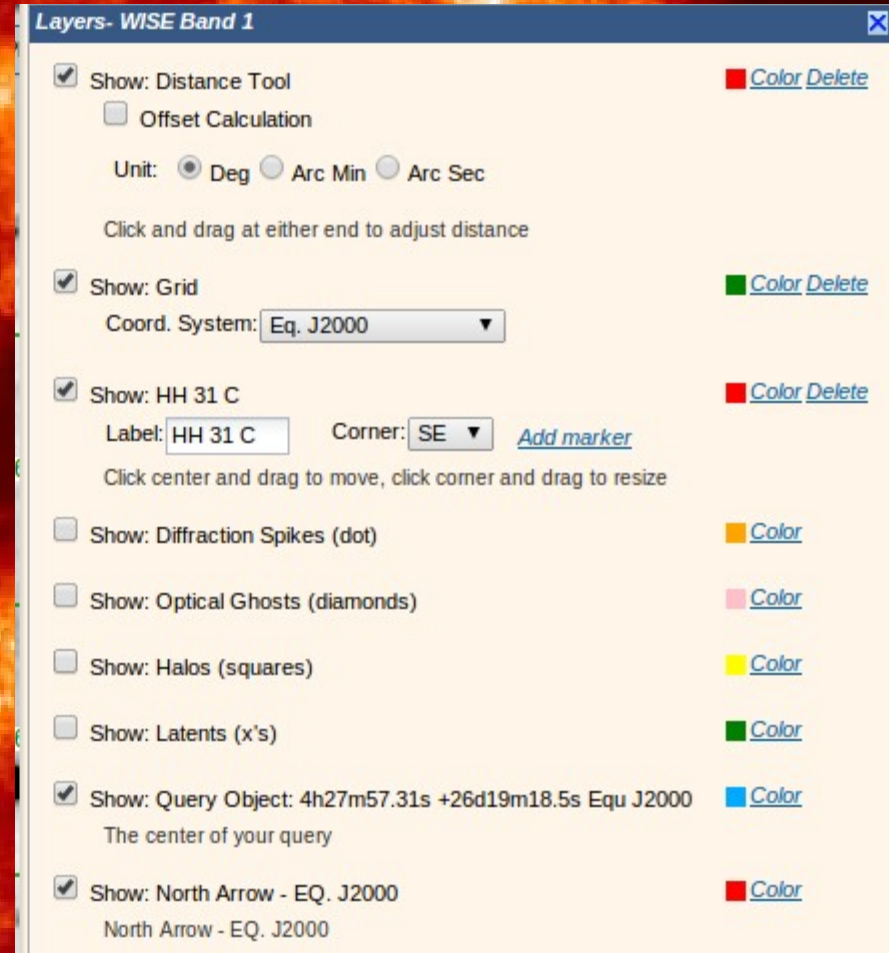 Layers- WISE Band 1
Show: Distance Tool Color Delete
Offset Calculation
Unit: Deg Arc Min Arc Sec
Click and drag at either end to adjust distance
Show: Grid Color Delete
Coord. System: Eq. J2000
Show: HH 31 C Color Delete
Label: HH 31 C Corner: SE Add marker
Click center and drag to move, click corner and drag to resize
Show: Diffraction Spikes (dot) Color
Show: Optical Ghosts (diamonds) Color
Show: Halos (squares) Color
Show: Latents (x's) Color
Show: Query Object: 4h27m57.31s +26d19m18.5s Equ J2000 Color
The center of your query
Show: North Arrow - EQ. J2000 Color
North Arrow - EQ. J2000